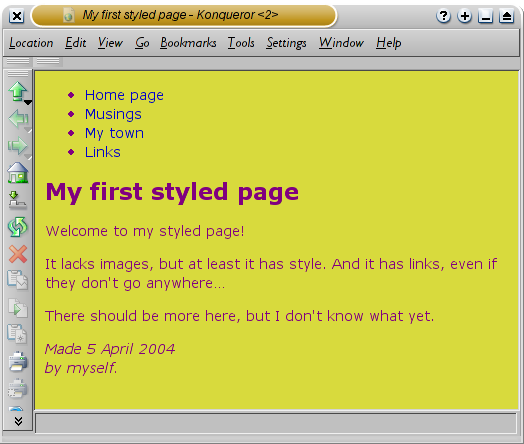 My first styled page - Konqueror <2>
Location Edit View Go Bookmarks Tools Settings Window Help
Home page
Musings
My town
Links
My first styled page
Welcome to my styled page!
It lacks images, but at least it has style. And it has links, even if
they don't go anywhere...
There should be more here, but I don't know what yet.
Made 5 April 2004
by myself.